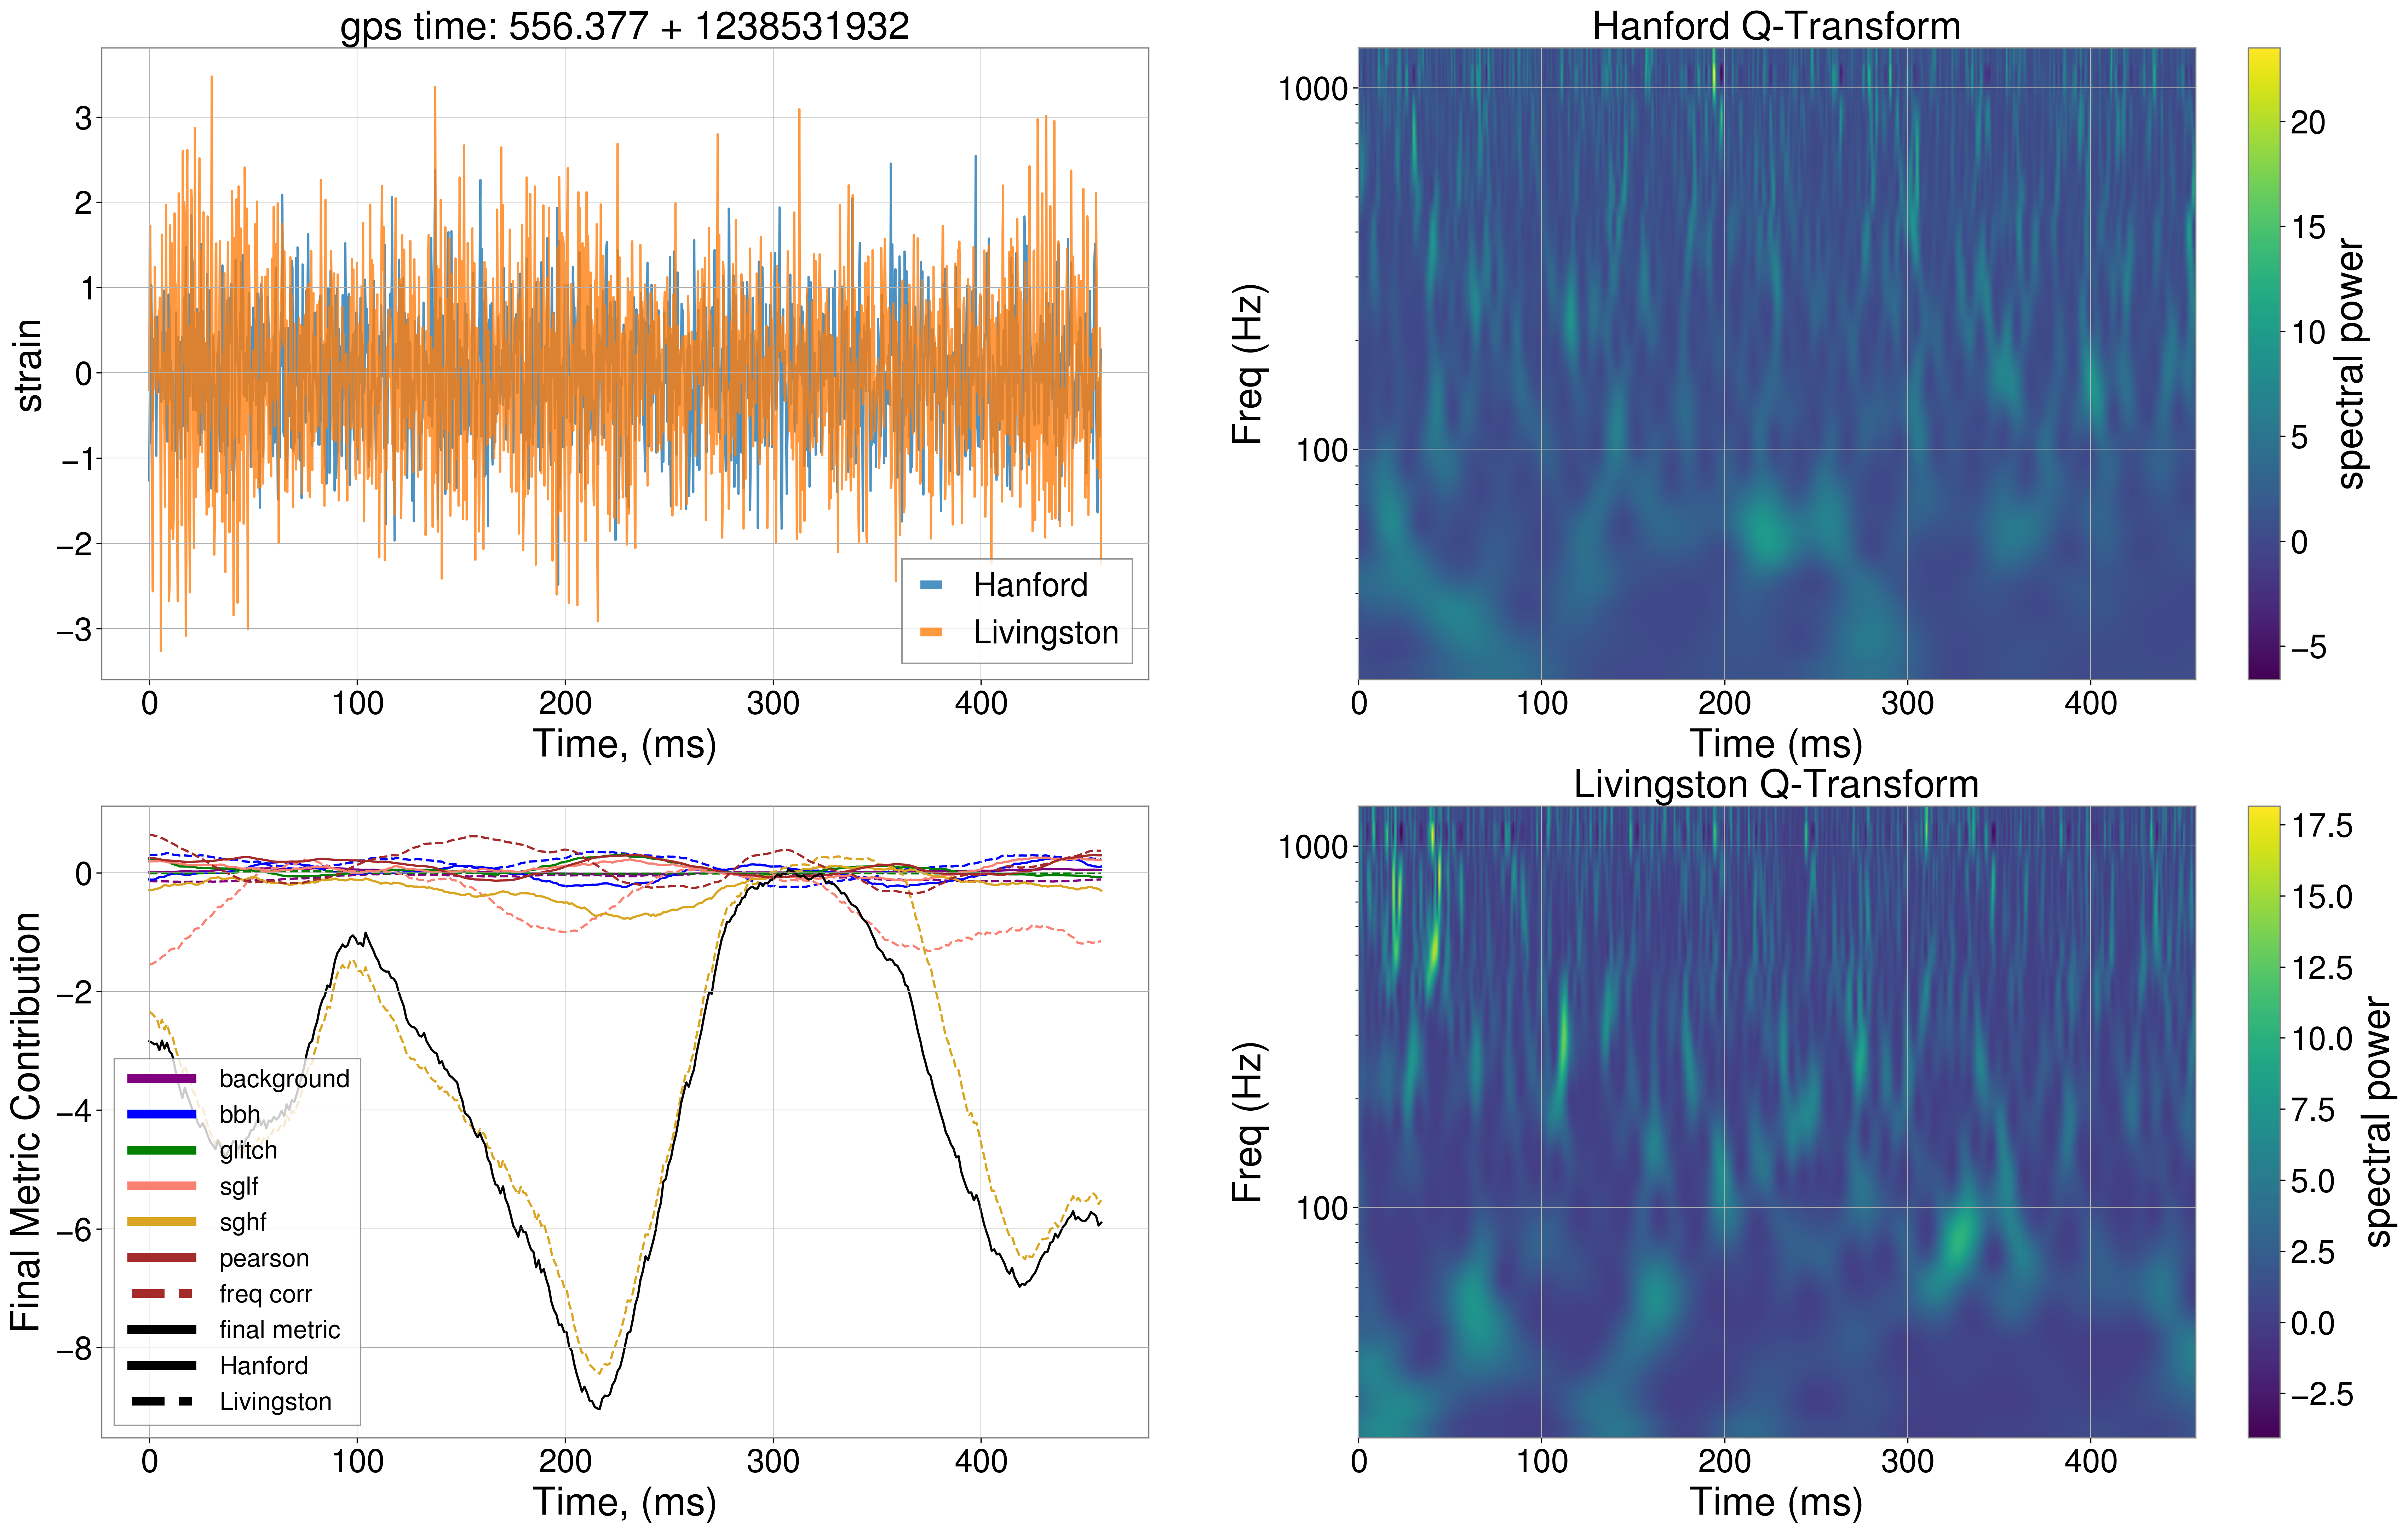 gps time: 556.377 + 1238531932
3
2
1
0
−1
−2
−3
strain
0
100
200
300
400
Time, (ms)
Hanford
Livingston
Hanford Q-Transform
1000
100
Freq (Hz)
0
100
200
300
400
Time (ms)
20
15
10
5
0
−5
spectral power
0
−2
−4
−6
−8
Final Metric Contribution
background
bbh
glitch
sglf
sghf
pearson
freq corr
final metric
Hanford
Livingston
0
100
200
300
400
Time, (ms)
Livingston Q-Transform
1000
100
Freq (Hz)
0
100
200
300
400
Time (ms)
17.5
15.0
12.5
10.0
7.5
5.0
2.5
0.0
−2.5
spectral power